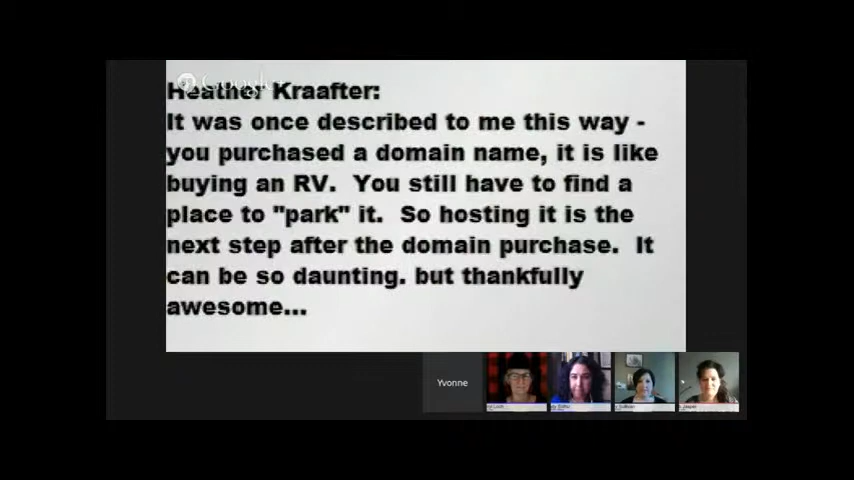 Google+
Heather Kraafter:
It was once described to me this way -
you purchased a domain name, it is like
buying an RV.  You still have to find a
place to "park" it.  So hosting it is the
next step after the domain purchase.  It
can be so daunting. but thankfully
awesome...
Yvonne